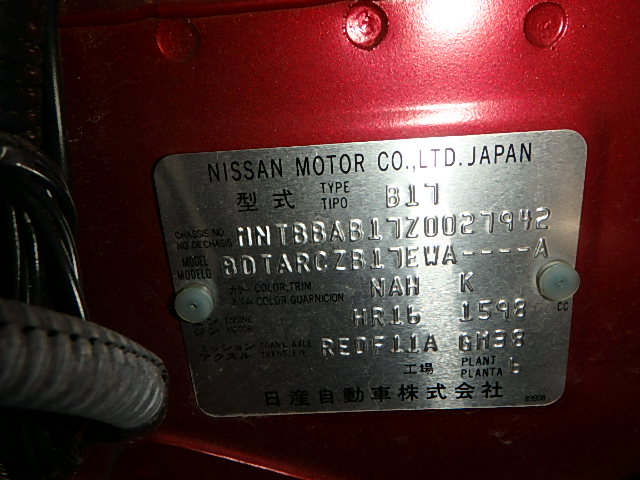 NISSAN MOTOR CO.,LTD. JAPAN
型式 TYPE TIPO B17
CHASSIS NO NO DE CHASIS MNTBBAB17Z0027942
MODEL MODELO BDTARCZB17EWA----A
カラー COLOR,TRIM COLOR GUARNICION NAH K
エンジン ENGINE MOTOR HR16 1598 CC
ミッション アクスル TRANS. AXLE TRANS. EJE RE0F11A GM38
工場 PLANT PLANTA
日産自動車株式会社 89908